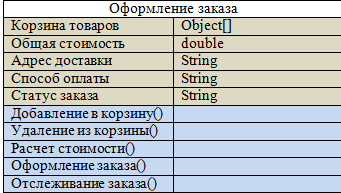 Оформление заказа
Корзина товаров Object[]
Общая стоимость double
Адрес доставки String
Способ оплаты String
Статус заказа String
Добавление в корзину()
Удаление из корзины()
Расчет стоимости()
Оформление заказа()
Отслеживание заказа()